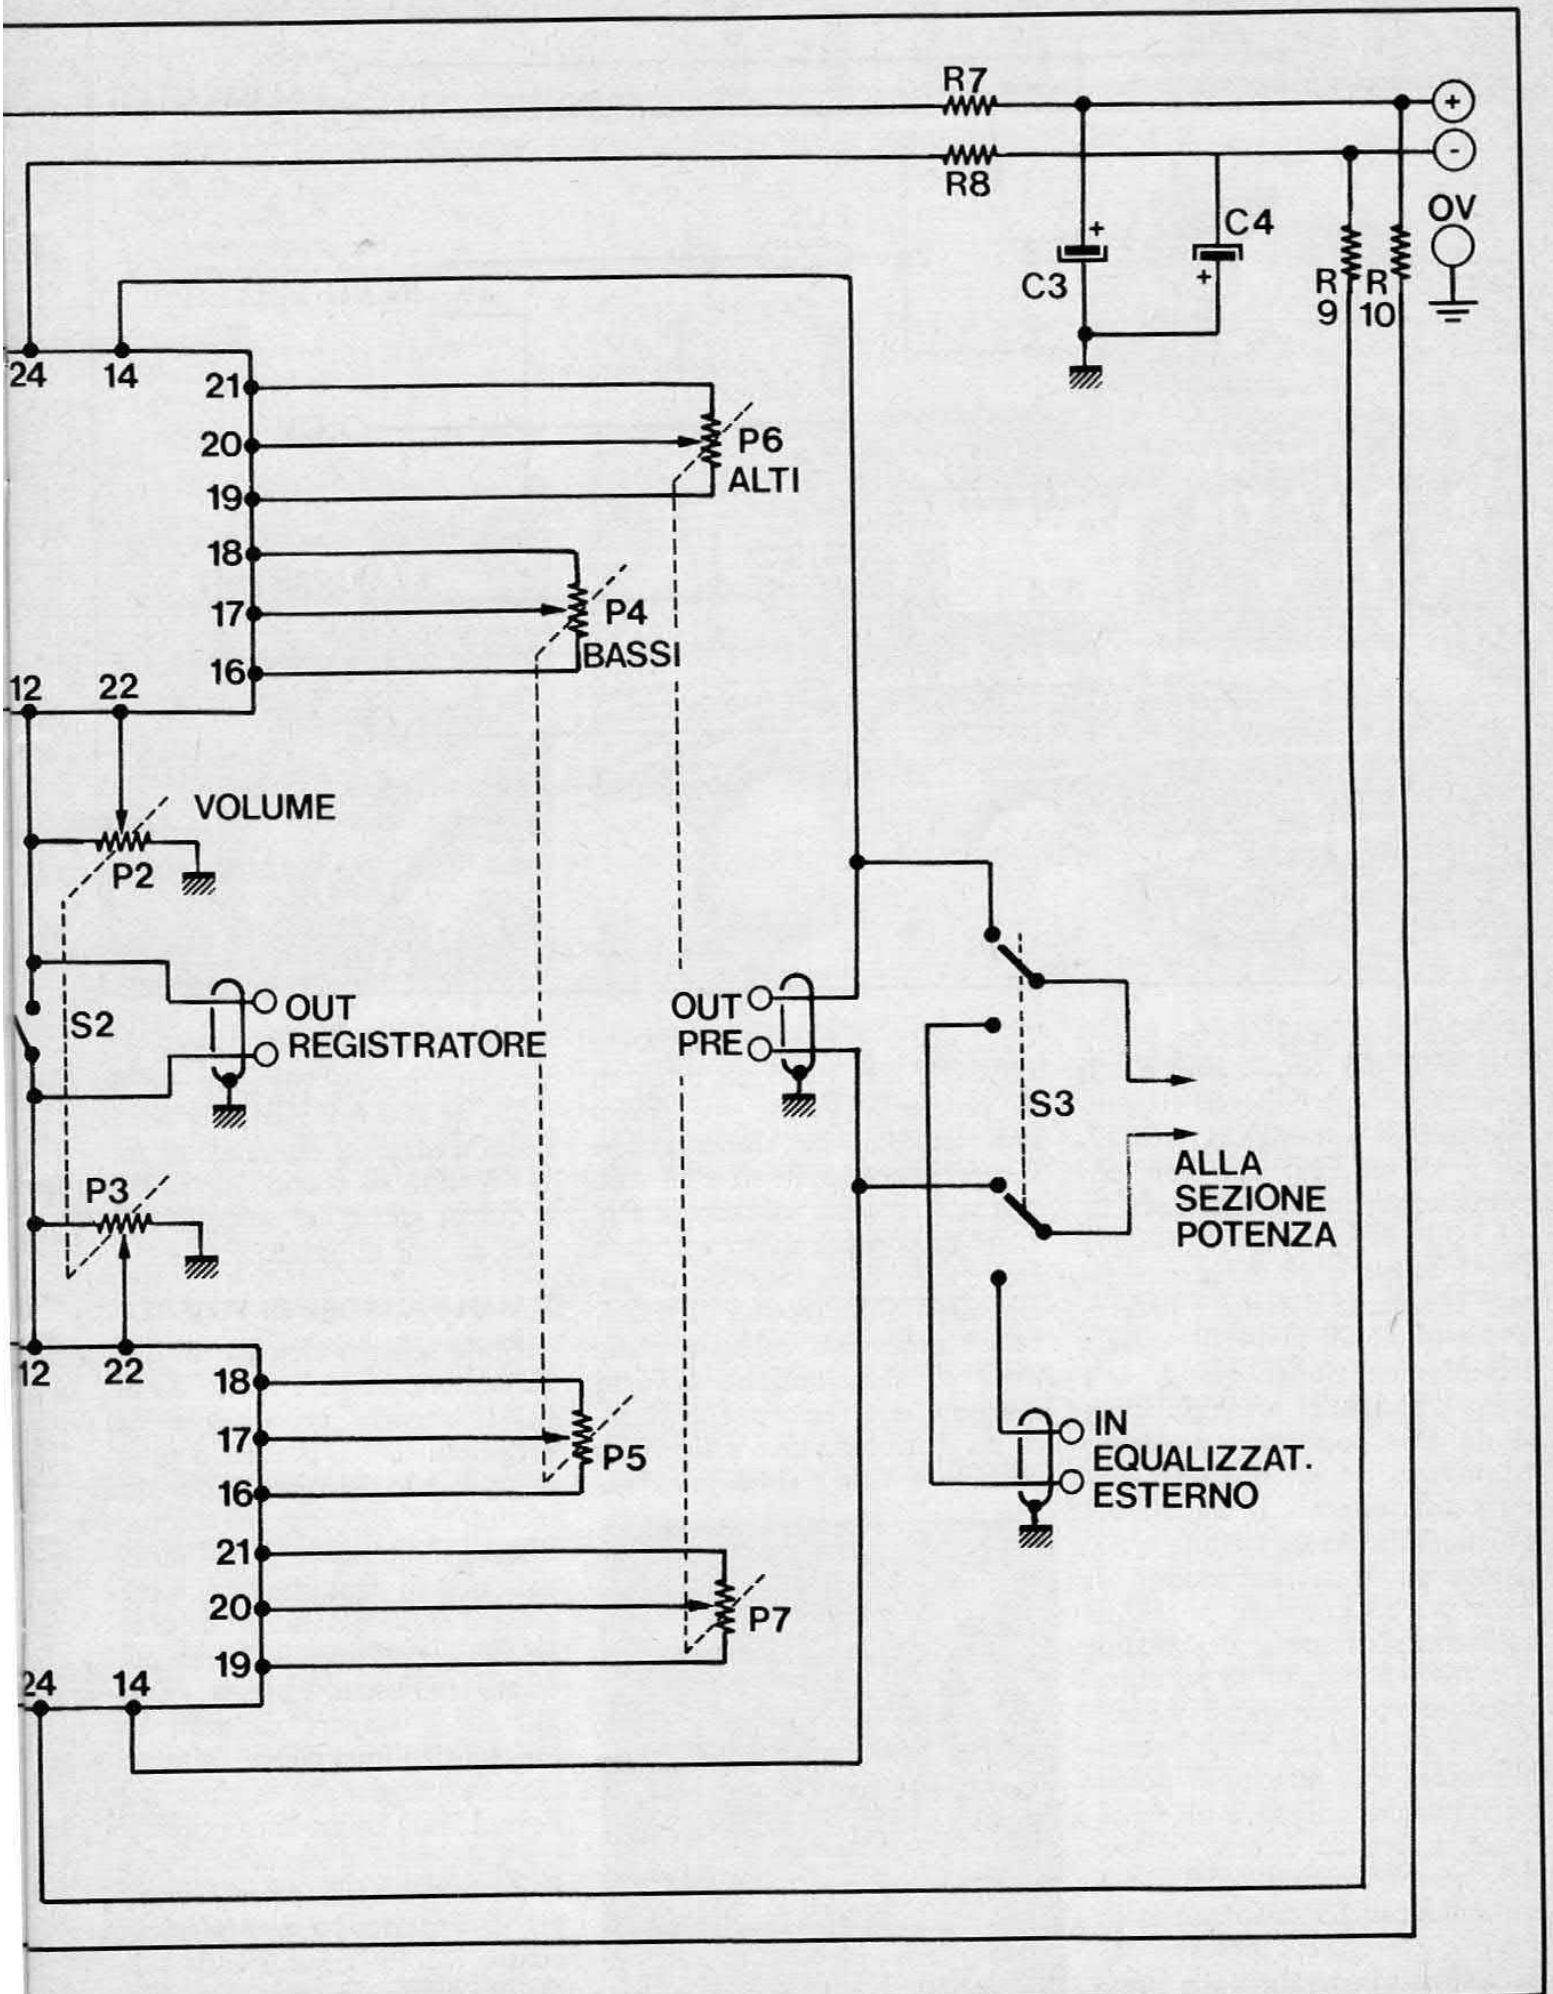 R7
+
-
R8
OV
+
C4
C3
+
R
9
R
10
24
14
21
20
P6
ALTI
19
18
17
P4
BASSI
16
12
22
VOLUME
P2
S2
OUT
REGISTRATORE
OUT
PRE
S3
ALLA
SEZIONE
POTENZA
P3
12
22
18
17
P5
16
IN
EQUALIZZAT.
ESTERNO
21
20
P7
19
24
14